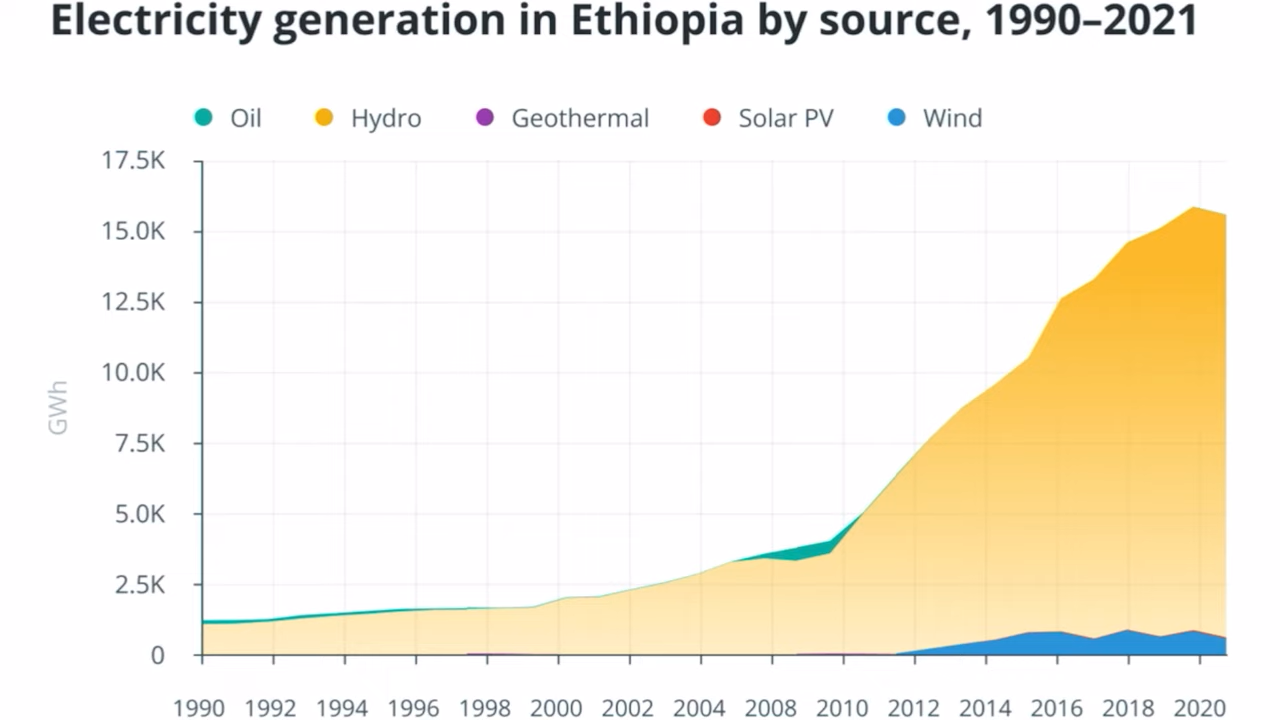 Electricity generation in Ethiopia by source, 1990–2021
Oil Hydro Geothermal Solar PV Wind
17.5K
15.0K
12.5K
10.0K
7.5K
5.0K
2.5K
0
GWh
1990 1992 1994 1996 1998 2000 2002 2004 2006 2008 2010 2012 2014 2016 2018 2020